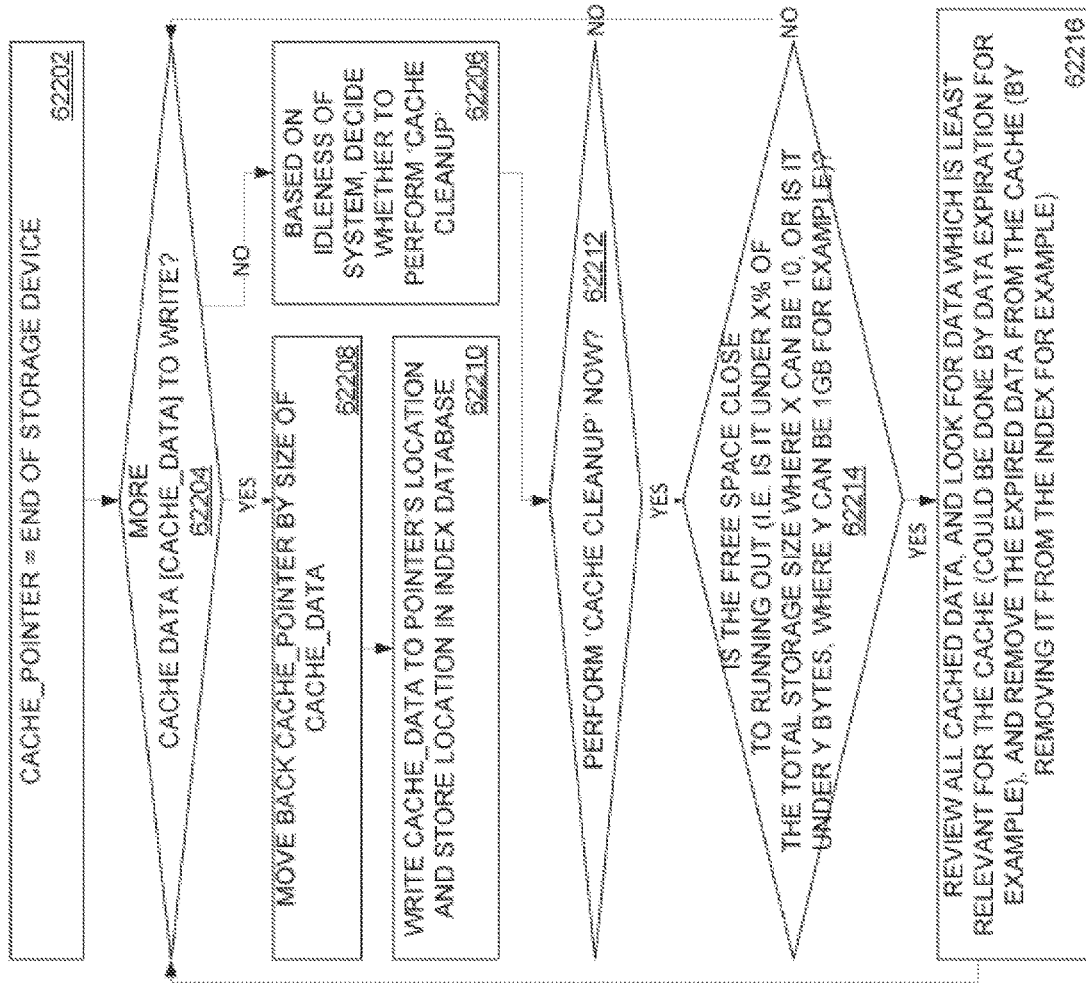 CACHE_POINTER = END OF STORAGE DEVICE
62202
MORE
CACHE DATA [CACHE_DATA] TO WRITE?
62204
YES
NO
MOVE BACK CACHE_POINTER BY SIZE OF
CACHE_DATA
62208
BASED ON
IDLENESS OF
SYSTEM, DECIDE
WHETHER TO
PERFORM 'CACHE
CLEANUP'
62206
WRITE CACHE_DATA TO POINTER'S LOCATION
AND STORE LOCATION IN INDEX DATABASE
62210
PERFORM 'CACHE CLEANUP' NOW?
62212
NO
YES
IS THE FREE SPACE CLOSE
TO RUNNING OUT (I.E. IS IT UNDER X% OF
THE TOTAL STORAGE SIZE WHERE X CAN BE 10, OR IS IT
UNDER Y BYTES, WHERE Y CAN BE 1GB FOR EXAMPLE)?
62214
NO
YES
REVIEW ALL CACHED DATA, AND LOOK FOR DATA WHICH IS LEAST
RELEVANT FOR THE CACHE (COULD BE DONE BY DATA EXPIRATION FOR
EXAMPLE), AND REMOVE THE EXPIRED DATA FROM THE CACHE (BY
REMOVING IT FROM THE INDEX FOR EXAMPLE)
62216